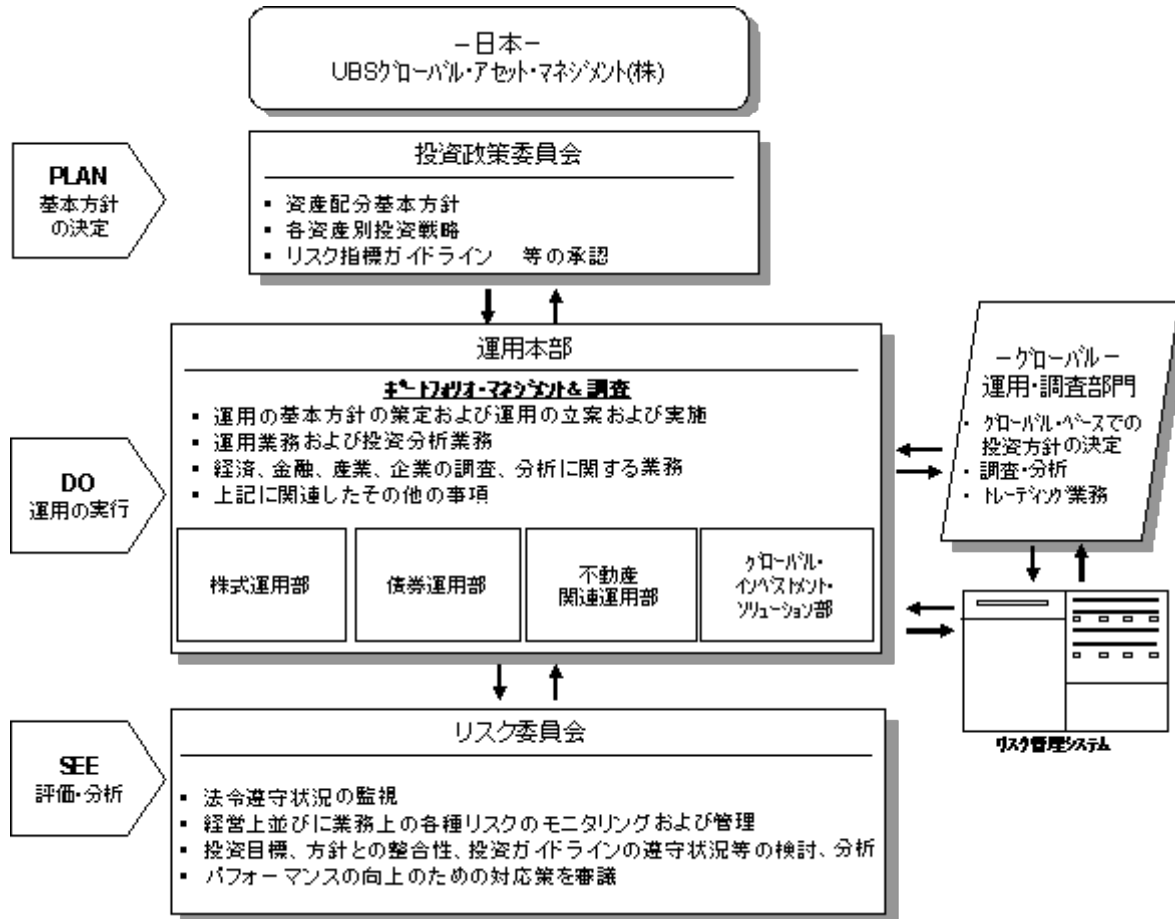 －日本－
UBSｸﾞﾛｰﾊﾞﾙ･ｱｾｯﾄ･ﾏﾈｼﾞﾒﾝﾄ(株)
PLAN
基本方針
の決定
投資政策委員会
▪ 資産配分基本方針
▪ 各資産別投資戦略
▪ リスク指標ガイドライン　等の承認
DO
運用の実行
運用本部
ﾎﾟｰﾄﾌｫﾘｵ･ﾏﾈｼﾞﾒﾝﾄ& 調査
▪ 運用の基本方針の策定および運用の立案および実施
▪ 運用業務および投資分析業務
▪ 経済、金融、産業、企業の調査、分析に関する業務
▪ 上記に関連したその他の事項
株式運用部
債券運用部
不動産
関連運用部
ｸﾞﾛｰﾊﾞﾙ･
ｲﾝﾍﾞｽﾄﾒﾝﾄ･
ｿﾘｭｰｼｮﾝ部
－ｸﾞﾛｰﾊﾞﾙ－
運用･調査部門
▪ ｸﾞﾛｰﾊﾞﾙ･ﾍﾞｰｽでの
投資方針の決定
▪ 調査･分析
▪ ﾄﾚｰﾃﾞｨﾝｸﾞ業務
ﾘｽｸ管理ｼｽﾃﾑ
SEE
評価･分析
リスク委員会
▪ 法令遵守状況の監視
▪ 経営上並びに業務上の各種リスクのモニタリングおよび管理
▪ 投資目標、方針との整合性、投資ガイドラインの遵守状況等の検討、分析
▪ パフォーマンスの向上のための対応策を審議